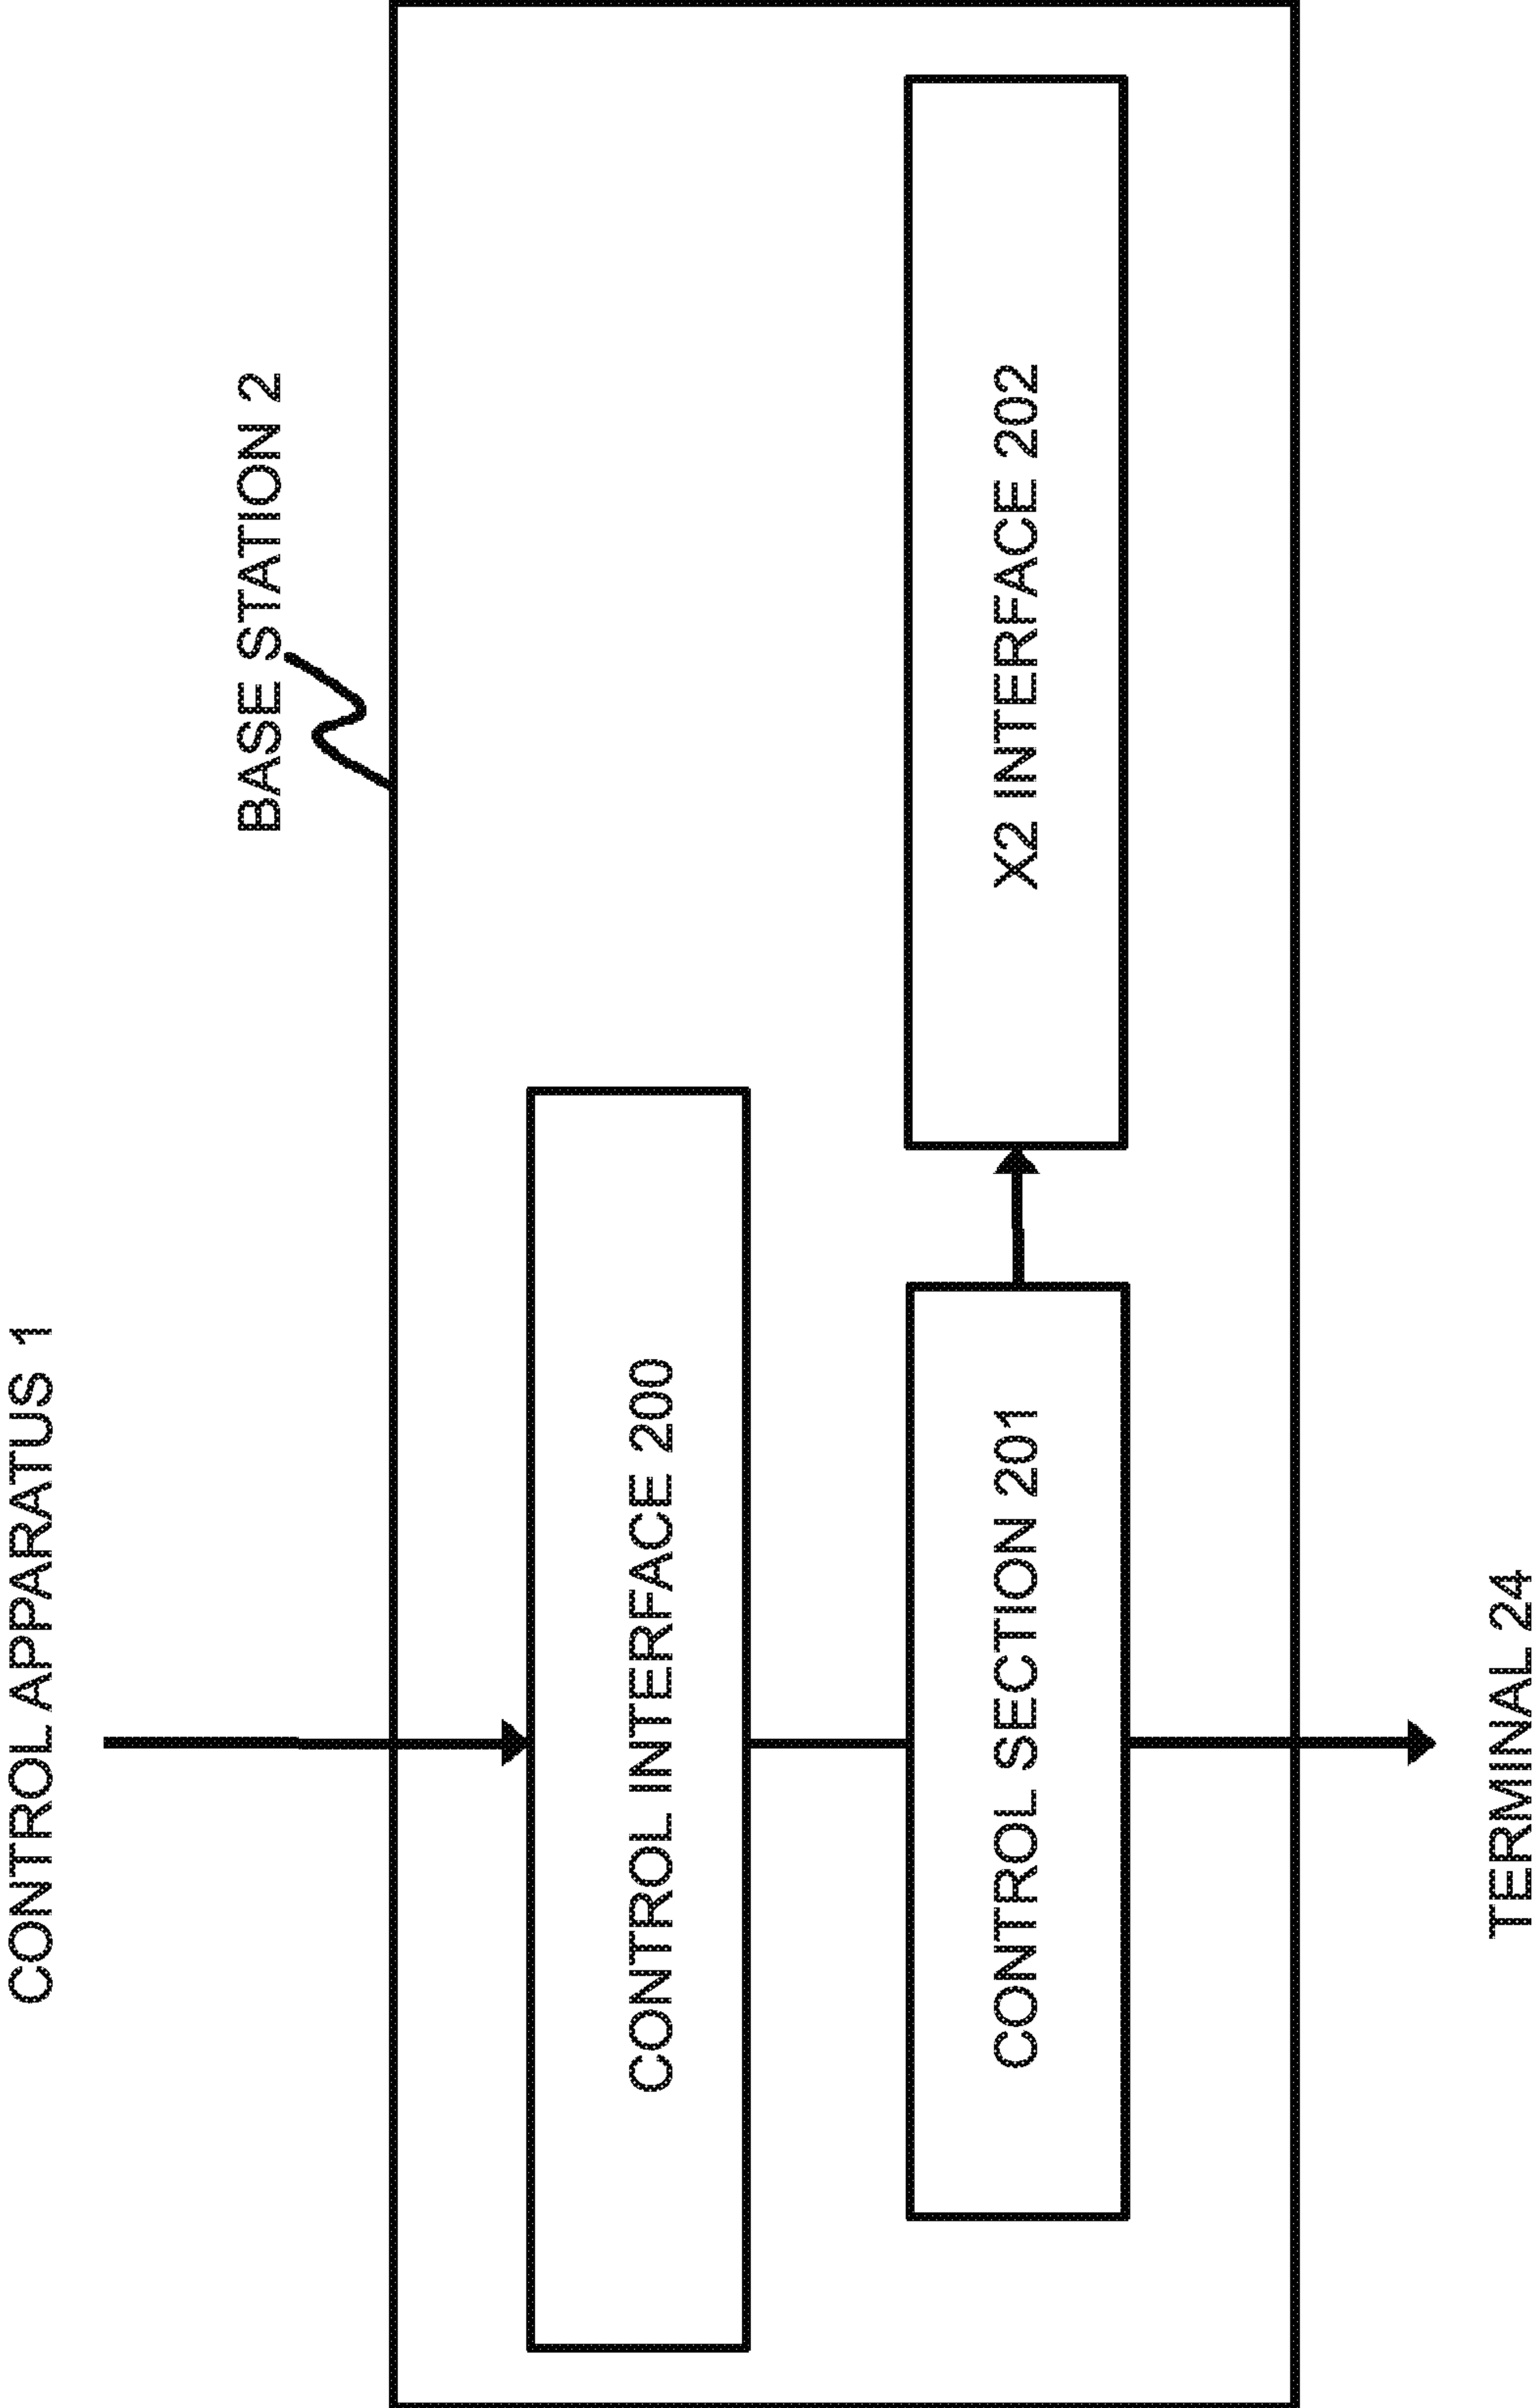 CONTROL APPARATUS 1
BASE STATION 2
CONTROL INTERFACE 200
CONTROL SECTION 201
X2 INTERFACE 202
TERMINAL 24